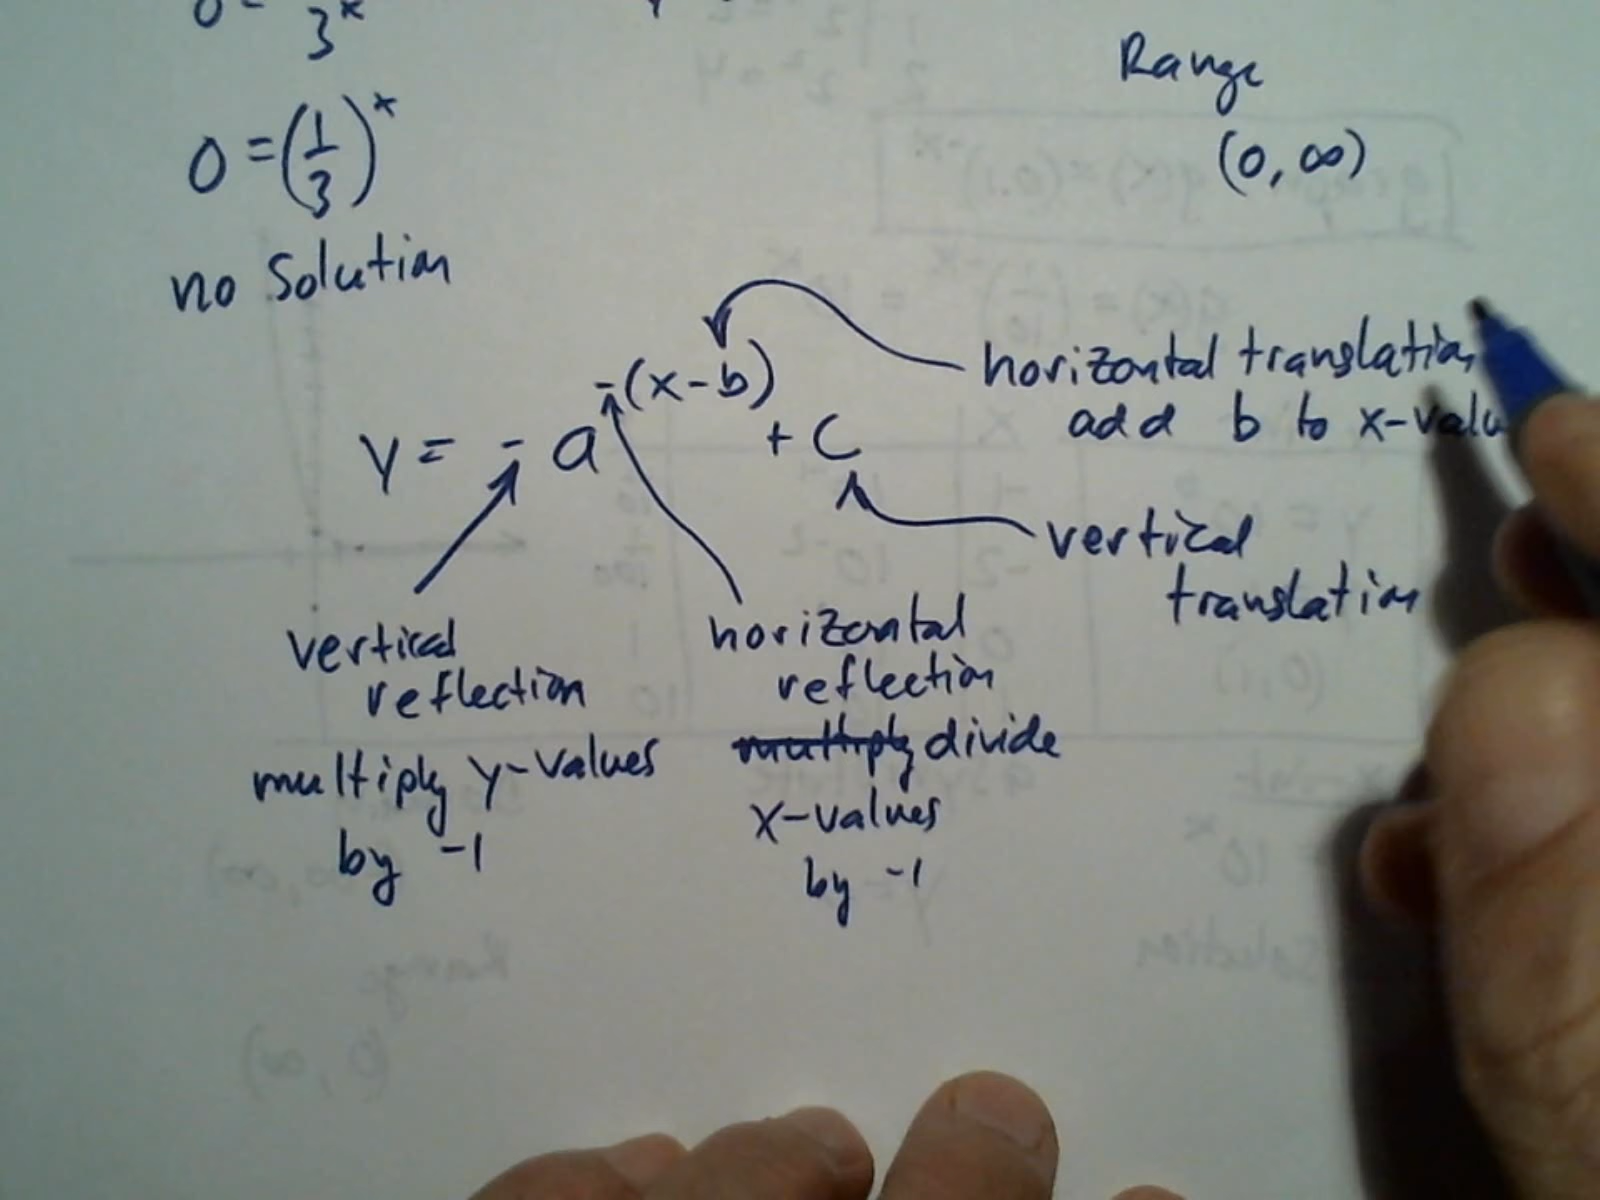 3^x
Range
0 = (1/3)^x
(0, ∞)
no solution
y = - a^{-(x-b)} + C
horizontal translation
add b to x-valu
vertical
translation
vertical
reflection
multiply y-values
by -1
horizontal
reflection
multiply divide
x-values
by -1